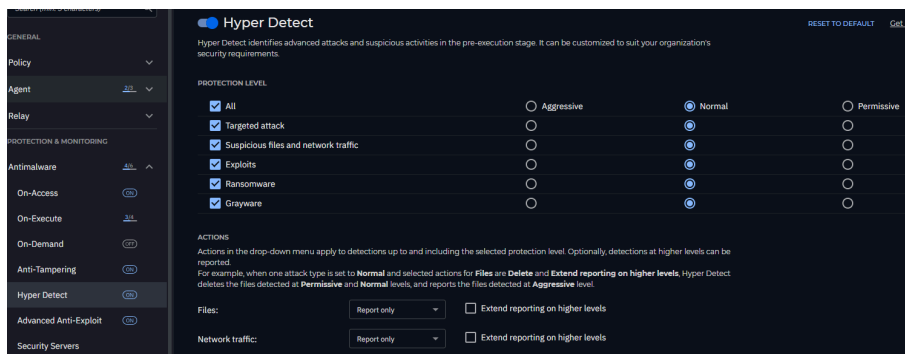 Search (min. 3 characters)
GENERAL
Policy
Agent 2/3
Relay
PROTECTION & MONITORING
Antimalware 4/6
On-Access ON
On-Execute 3/4
On-Demand OFF
Anti-Tampering ON
Hyper Detect ON
Advanced Anti-Exploit ON
Security Servers
Hyper Detect
RESET TO DEFAULT Get
Hyper Detect identifies advanced attacks and suspicious activities in the pre-execution stage. It can be customized to suit your organization's
security requirements.
PROTECTION LEVEL
All Aggressive Normal Permissive
Targeted attack
Suspicious files and network traffic
Exploits
Ransomware
Grayware
ACTIONS
Actions in the drop-down menu apply to detections up to and including the selected protection level. Optionally, detections at higher levels can be
reported.
For example, when one attack type is set to Normal and selected actions for Files are Delete and Extend reporting on higher levels, Hyper Detect
deletes the files detected at Permissive and Normal levels, and reports the files detected at Aggressive level.
Files: Report only Extend reporting on higher levels
Network traffic: Report only Extend reporting on higher levels